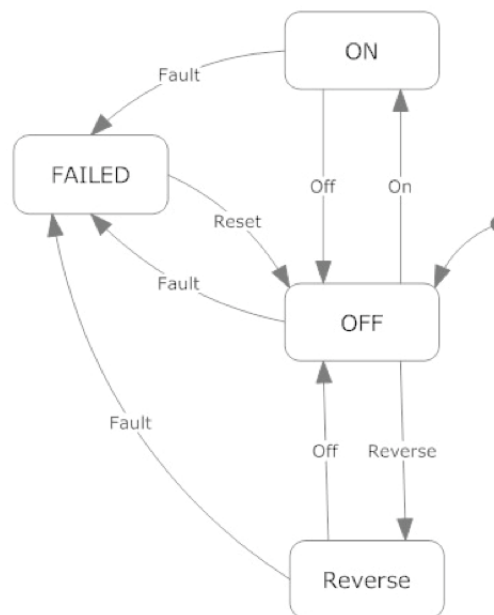 ON
Fault
FAILED
Off
On
Reset
Fault
OFF
Fault
Off
Reverse
Reverse